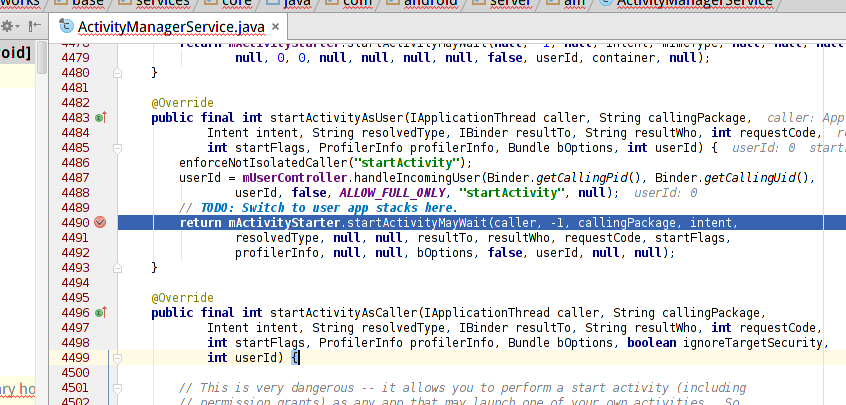 works base services core java com android server am ActivityManagerService
ActivityManagerService.java ×
4478 return mActivityStarter.startActivityMayWait(null, -1, null, intent, mimeType, null, null, null,
oid] 4479 null, 0, 0, null, null, null, null, false, userId, container, null);
4480 }
4481
4482 @Override
4483 public final int startActivityAsUser(IApplicationThread caller, String callingPackage, caller: App
4484 Intent intent, String resolvedType, IBinder resultTo, String resultWho, int requestCode, re
4485 int startFlags, ProfilerInfo profilerInfo, Bundle bOptions, int userId) { userId: 0 start
4486 enforceNotIsolatedCaller("startActivity");
4487 userId = mUserController.handleIncomingUser(Binder.getCallingPid(), Binder.getCallingUid(),
4488 userId, false, ALLOW_FULL_ONLY, "startActivity", null); userId: 0
4489 // TODO: Switch to user app stacks here.
4490 return mActivityStarter.startActivityMayWait(caller, -1, callingPackage, intent,
4491 resolvedType, null, null, resultTo, resultWho, requestCode, startFlags,
4492 profilerInfo, null, null, bOptions, false, userId, null, null);
4493 }
4494
4495 @Override
4496 public final int startActivityAsCaller(IApplicationThread caller, String callingPackage,
4497 Intent intent, String resolvedType, IBinder resultTo, String resultWho, int requestCode,
4498 int startFlags, ProfilerInfo profilerInfo, Bundle bOptions, boolean ignoreTargetSecurity,
4499 int userId) {
4500
ary ho 4501 // This is very dangerous -- it allows you to perform a start activity (including
4502 // permission grants) as any app that may launch one of your own activities. So